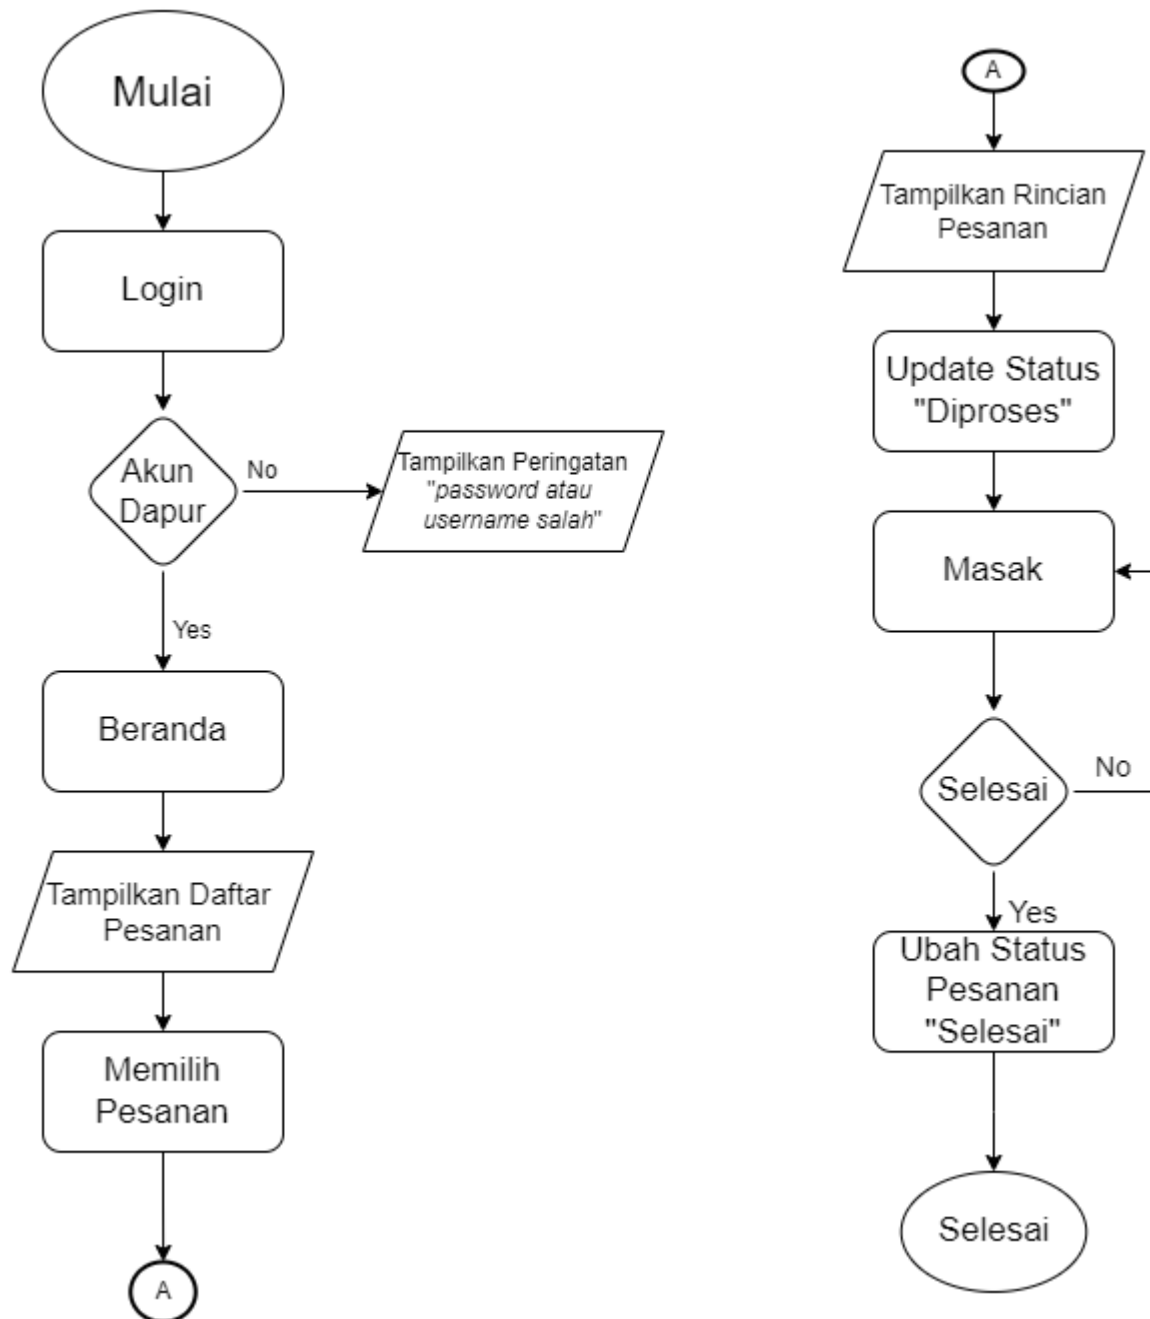 Mulai
Login
Akun
Dapur
No
Tampilkan Peringatan
"password atau
username salah"
Yes
Beranda
Tampilkan Daftar
Pesanan
Memilih
Pesanan
A
A
Tampilkan Rincian
Pesanan
Update Status
"Diproses"
Masak
Selesai
No
Yes
Ubah Status
Pesanan
"Selesai"
Selesai